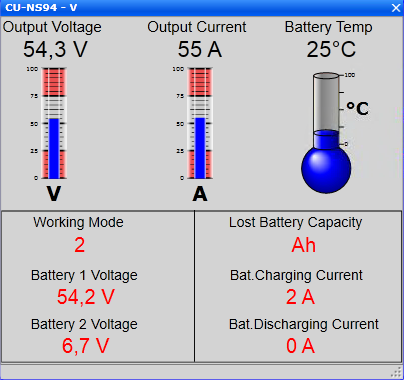 CU-NS94 - V
Output Voltage Output Current Battery Temp
54,3 V 55 A 25°C
100 100 100
75 75
50 50 °C
25 25 0
0 0
V A
Working Mode Lost Battery Capacity
2 Ah
Battery 1 Voltage Bat.Charging Current
54,2 V 2 A
Battery 2 Voltage Bat.Discharging Current
6,7 V 0 A